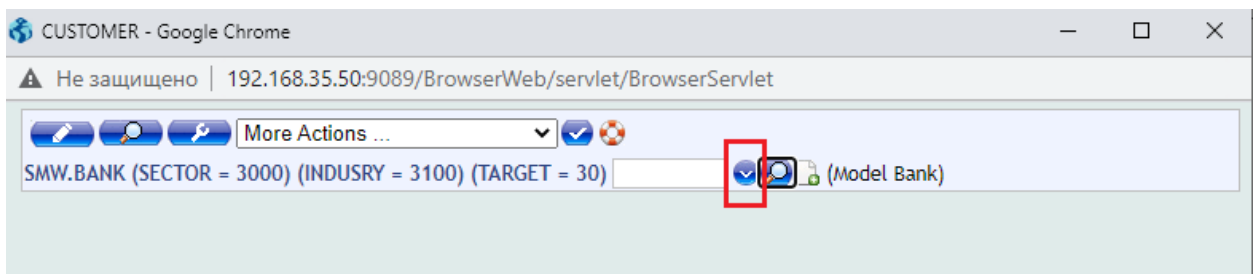 CUSTOMER - Google Chrome
Не защищено | 192.168.35.50:9089/BrowserWeb/servlet/BrowserServlet
More Actions ...
SMW.BANK (SECTOR = 3000) (INDUSRY = 3100) (TARGET = 30) (Model Bank)